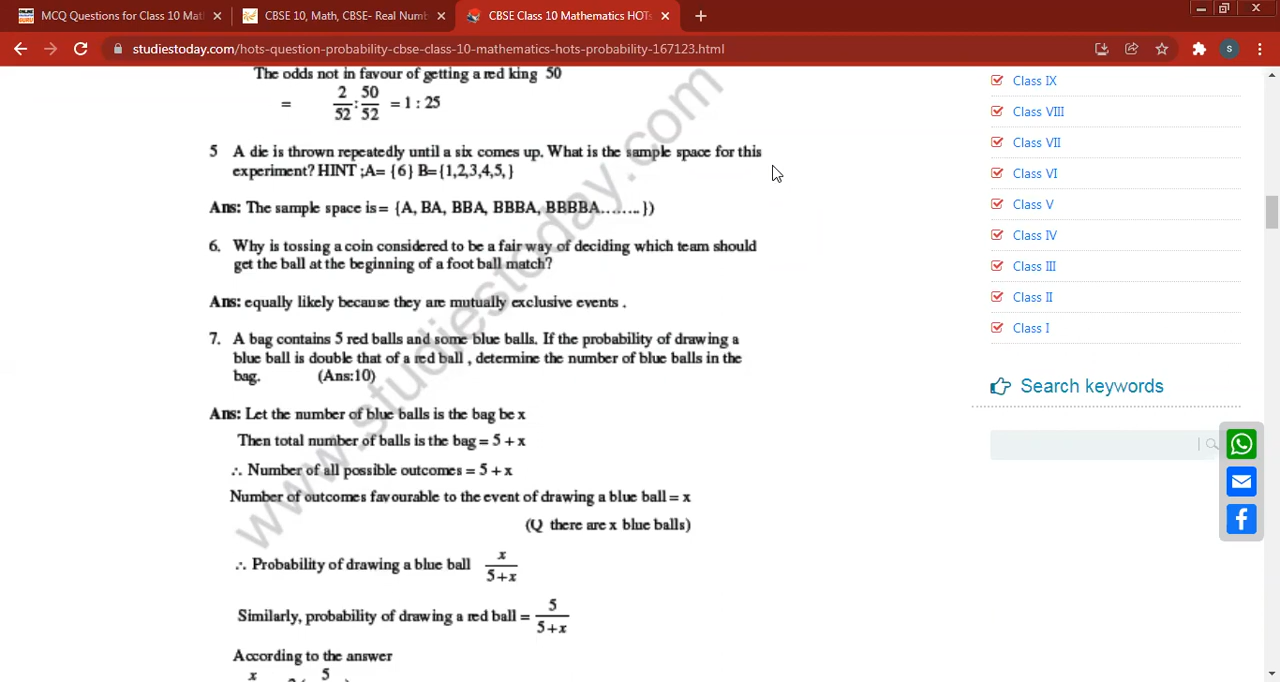 MCQ Questions for Class 10 Mat
CBSE 10, Math, CBSE- Real Numb
CBSE Class 10 Mathematics HOTs
studiestoday.com/hots-question-probability-cbse-class-10-mathematics-hots-probability-167123.html
S
The odds not in favour of getting a red king 50
= 2/52 : 50/52 = 1 : 25
5 A die is thrown repeatedly until a six comes up. What is the sample space for this
experiment? HINT ;A= {6} B={1,2,3,4,5,}
Ans: The sample space is= {A, BA, BBA, BBBA, BBBBA....... })
6. Why is tossing a coin considered to be a fair way of deciding which team should
get the ball at the beginning of a foot ball match?
Ans: equally likely because they are mutually exclusive events .
7. A bag contains 5 red balls and some blue balls. If the probability of drawing a
blue ball is double that of a red ball , determine the number of blue balls in the
bag. (Ans:10)
Ans: Let the number of blue balls is the bag be x
Then total number of balls is the bag = 5 + x
∴ Number of all possible outcomes = 5 + x
Number of outcomes favourable to the event of drawing a blue ball = x
(Q there are x blue balls)
∴ Probability of drawing a blue ball x/5+x
Similarly, probability of drawing a red ball = 5/5+x
According to the answer
x 5
www.studiestoday.com
Class IX
Class VIII
Class VII
Class VI
Class V
Class IV
Class III
Class II
Class I
Search keywords